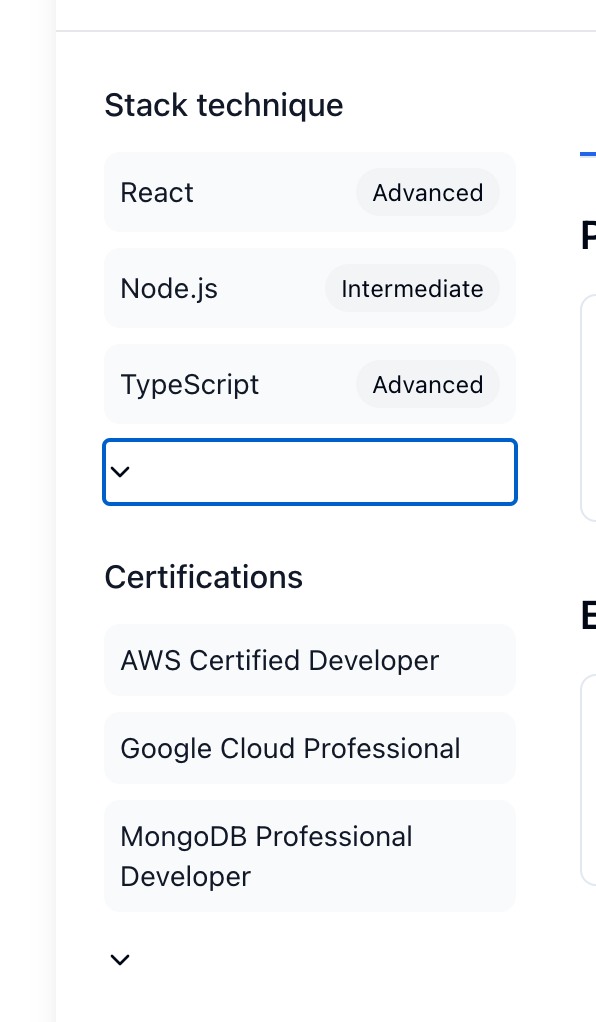 Stack technique
React
Advanced
Node.js
Intermediate
TypeScript
Advanced
Certifications
AWS Certified Developer
Google Cloud Professional
MongoDB Professional
Developer